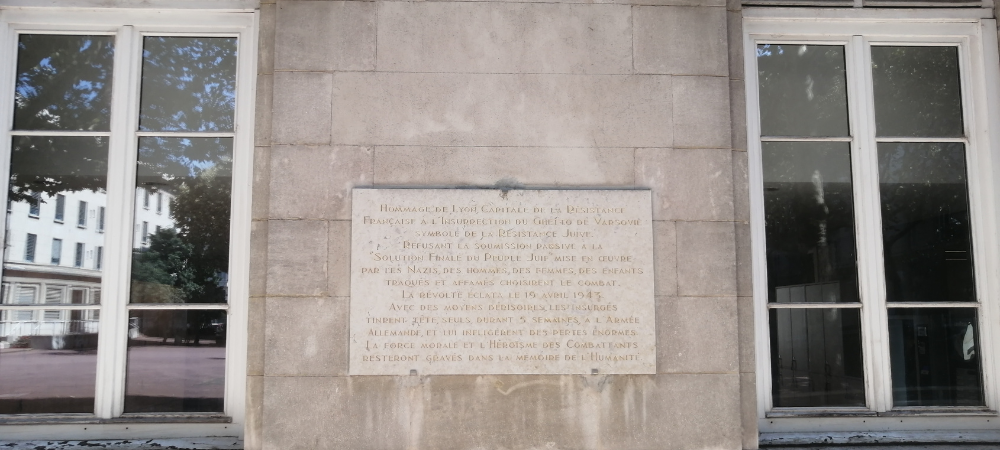 HOMMAGE DE LYON, CAPITALE DE LA RÉSISTANCE
FRANÇAISE À L'INSURRECTION DU GHETTO DE VARSOVIE
SYMBOLE DE LA RÉSISTANCE JUIVE.
REFUSANT LA SOUMISSION PASSIVE À LA
"SOLUTION FINALE DU PEUPLE JUIF" MISE EN ŒUVRE
PAR LES NAZIS, DES HOMMES, DES FEMMES, DES ENFANTS
TRAQUÉS ET AFFAMÉS CHOISIRENT LE COMBAT.
LA RÉVOLTE ÉCLATA LE 19 AVRIL 1943.
AVEC DES MOYENS DÉRISOIRES, LES INSURGÉS
TINRENT TÊTE, SEULS, DURANT 5 SEMAINES, À L'ARMÉE
ALLEMANDE, ET LUI INFLIGÈRENT DES PERTES ÉNORMES.
LA FORCE MORALE ET L'HÉROÏSME DES COMBATTANTS
RESTERONT GRAVÉS DANS LA MÉMOIRE DE L'HUMANITÉ